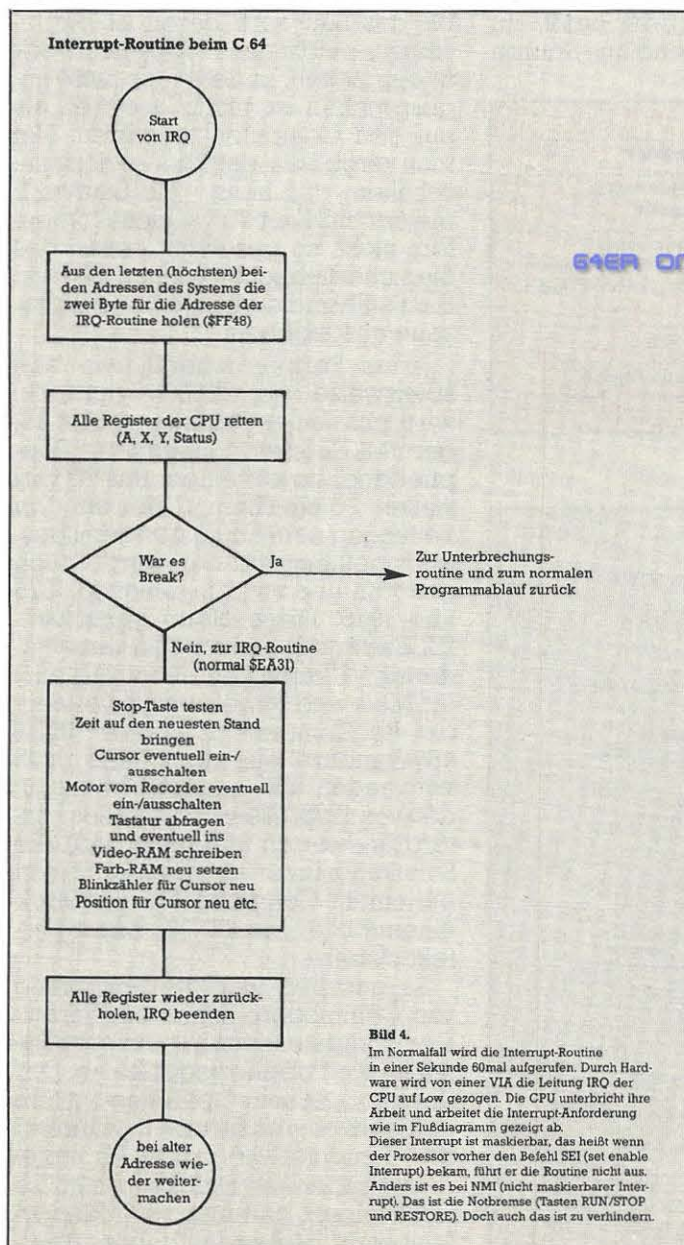 Interrupt-Routine beim C 64
Start
von IRQ
64ER ON
Aus den letzten (höchsten) bei-
den Adressen des Systems die
zwei Byte für die Adresse der
IRQ-Routine holen ($FF48)
Alle Register der CPU retten
(A, X, Y, Status)
War es
Break?
Ja
Zur Unterbrechungs-
routine und zum normalen
Programmablauf zurück
Nein, zur IRQ-Routine
(normal $EA31)
Stop-Taste testen
Zeit auf den neuesten Stand
bringen
Cursor eventuell ein-/
ausschalten
Motor vom Recorder eventuell
ein-/ausschalten
Tastatur abfragen
und eventuell ins
Video-RAM schreiben
Farb-RAM neu setzen
Blinkzähler für Cursor neu
Position für Cursor neu etc.
Alle Register wieder zurück-
holen, IRQ beenden
bei alter
Adresse wie-
der weiter-
machen
Bild 4.
Im Normalfall wird die Interrupt-Routine
in einer Sekunde 60mal aufgerufen. Durch Hard-
ware wird von einer VIA die Leitung IRQ der
CPU auf Low gezogen. Die CPU unterbricht ihre
Arbeit und arbeitet die Interrupt-Anforderung
wie im Flußdiagramm gezeigt ab.
Dieser Interrupt ist maskierbar, das heißt wenn
der Prozessor vorher den Befehl SEI (set enable
Interrupt) bekam, führt er die Routine nicht aus.
Anders ist es bei NMI (nicht maskierbarer Inter-
rupt). Das ist die Notbremse (Tasten RUN/STOP
und RESTORE). Doch auch das ist zu verhindern.